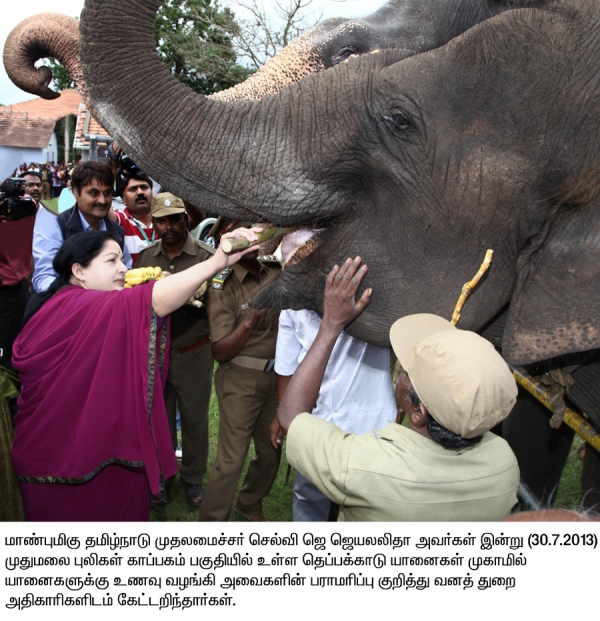 மாண்புமிகு தமிழ்நாடு முதலமைச்சர் செல்வி ஜெ ஜெயலலிதா அவர்கள் இன்று (30.7.2013)
முதுமலை புலிகள் காப்பகம் பகுதியில் உள்ள தெப்பக்காடு யானைகள் முகாமில்
யானைகளுக்கு உணவு வழங்கி அவைகளின் பராமரிப்பு குறித்து வனத் துறை
அதிகாரிகளிடம் கேட்டறிந்தார்கள்.